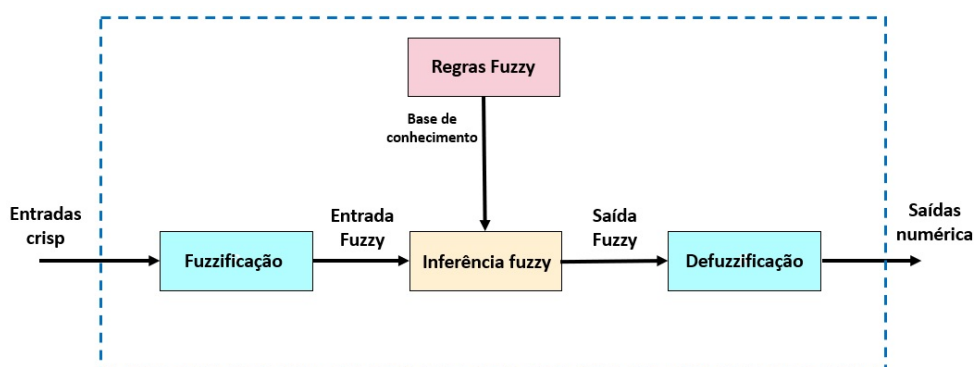 Regras Fuzzy
Base de
conhecimento
Entradas
crisp
Fuzzificação
Entrada
Fuzzy
Inferência fuzzy
Saída
Fuzzy
Defuzzificação
Saídas
numérica